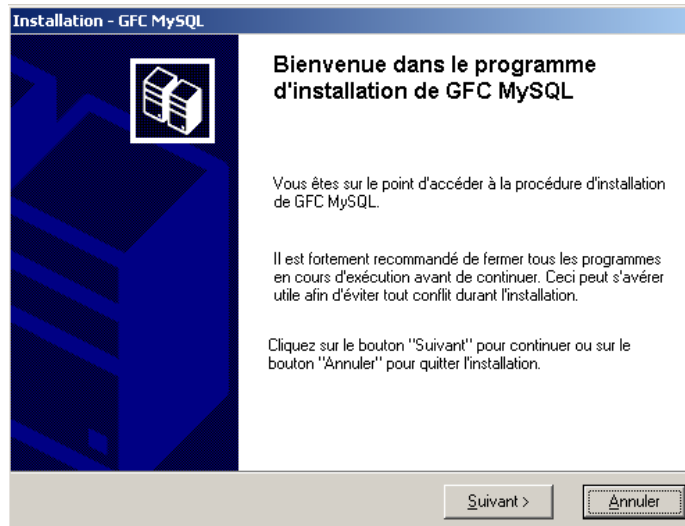 Installation - GFC MySQL
Bienvenue dans le programme
d'installation de GFC MySQL
Vous êtes sur le point d'accéder à la procédure d'installation
de GFC MySQL.
Il est fortement recommandé de fermer tous les programmes
en cours d'exécution avant de continuer. Ceci peut s'avérer
utile afin d'éviter tout conflit durant l'installation.
Cliquez sur le bouton "Suivant" pour continuer ou sur le
bouton "Annuler" pour quitter l'installation.
Suivant >
Annuler